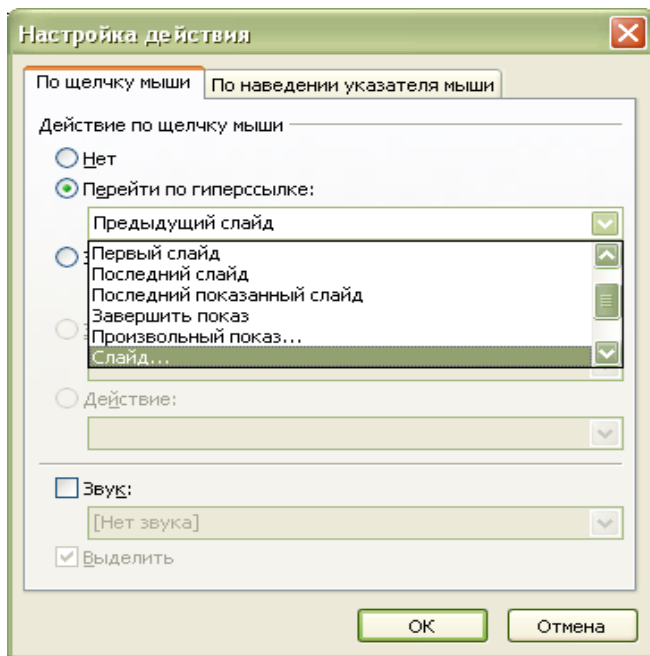 Настройка действия
По щелчку мыши
По наведении указателя мыши
Действие по щелчку мыши
Нет
Перейти по гиперссылке:
Предыдущий слайд
Первый слайд
Последний слайд
Последний показанный слайд
Завершить показ
Произвольный показ...
Слайд...
Действие:
Звук:
[Нет звука]
Выделить
ОК
Отмена